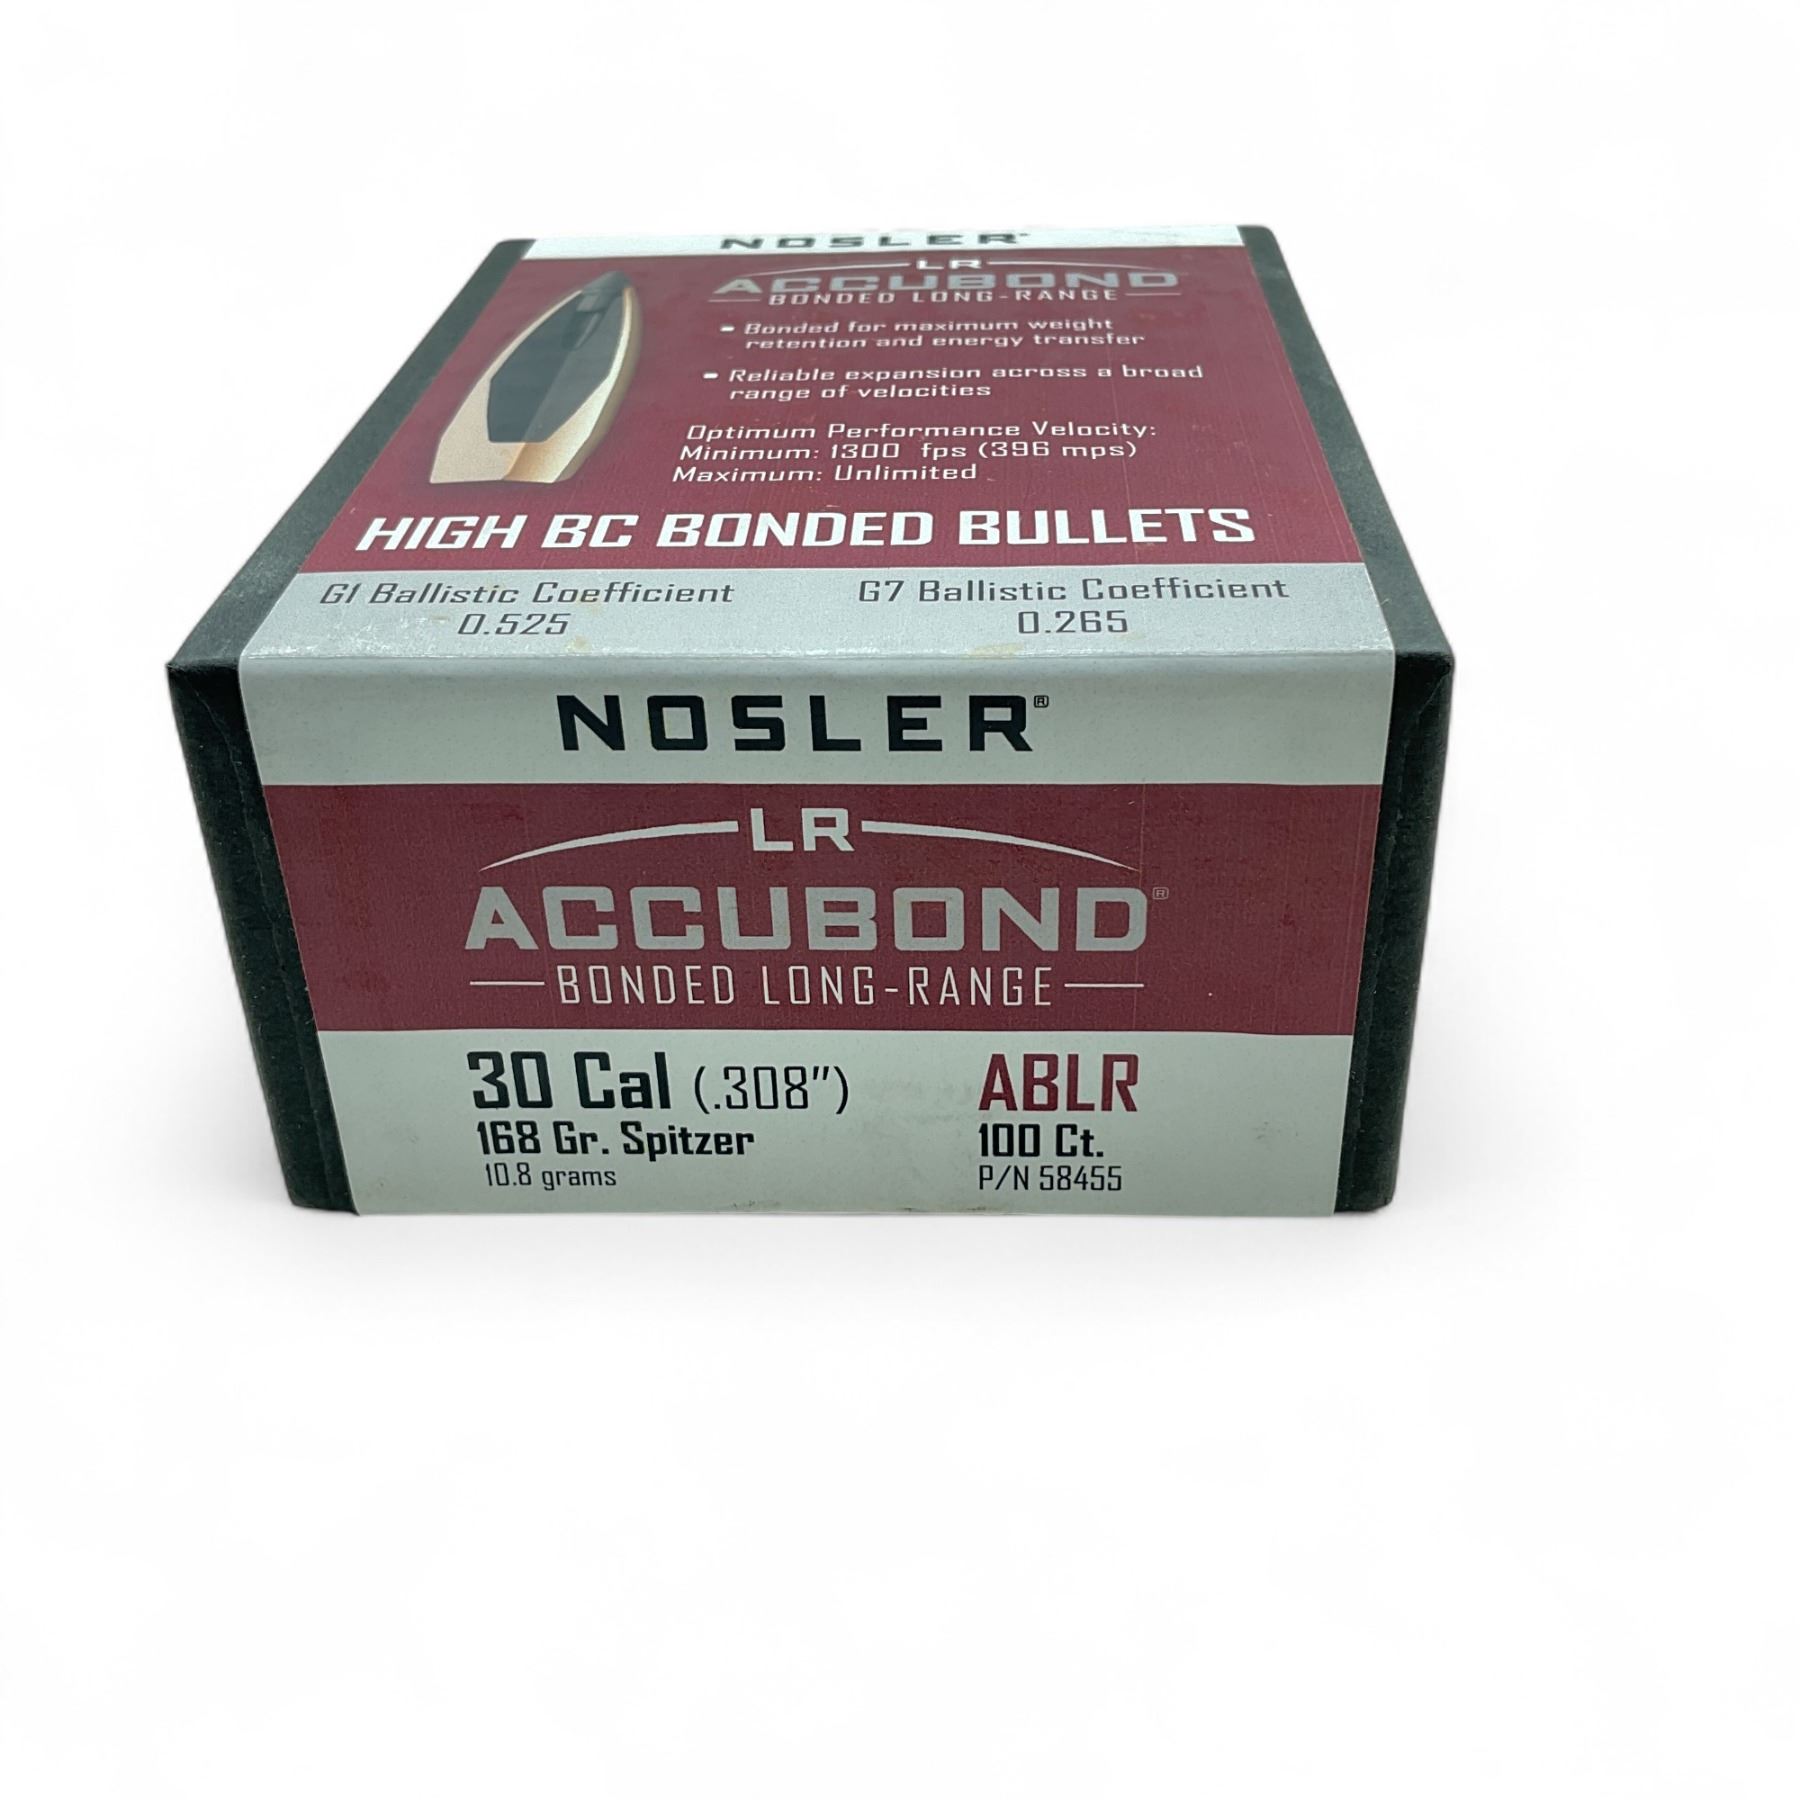 NOSLER®
LR
ACCUBOND
BONDED LONG-RANGE
- Bonded for maximum weight
retention and energy transfer
- Reliable expansion across a broad
range of velocities
Optimum Performance Velocity:
Minimum: 1300 fps (396 mps)
Maximum: Unlimited
HIGH BC BONDED BULLETS
G1 Ballistic Coefficient
0.525
G7 Ballistic Coefficient
0.265
NOSLER®
LR
ACCUBOND®
BONDED LONG-RANGE
30 Cal (.308")
168 Gr. Spitzer
10.8 grams
ABLR
100 Ct.
P/N 58455